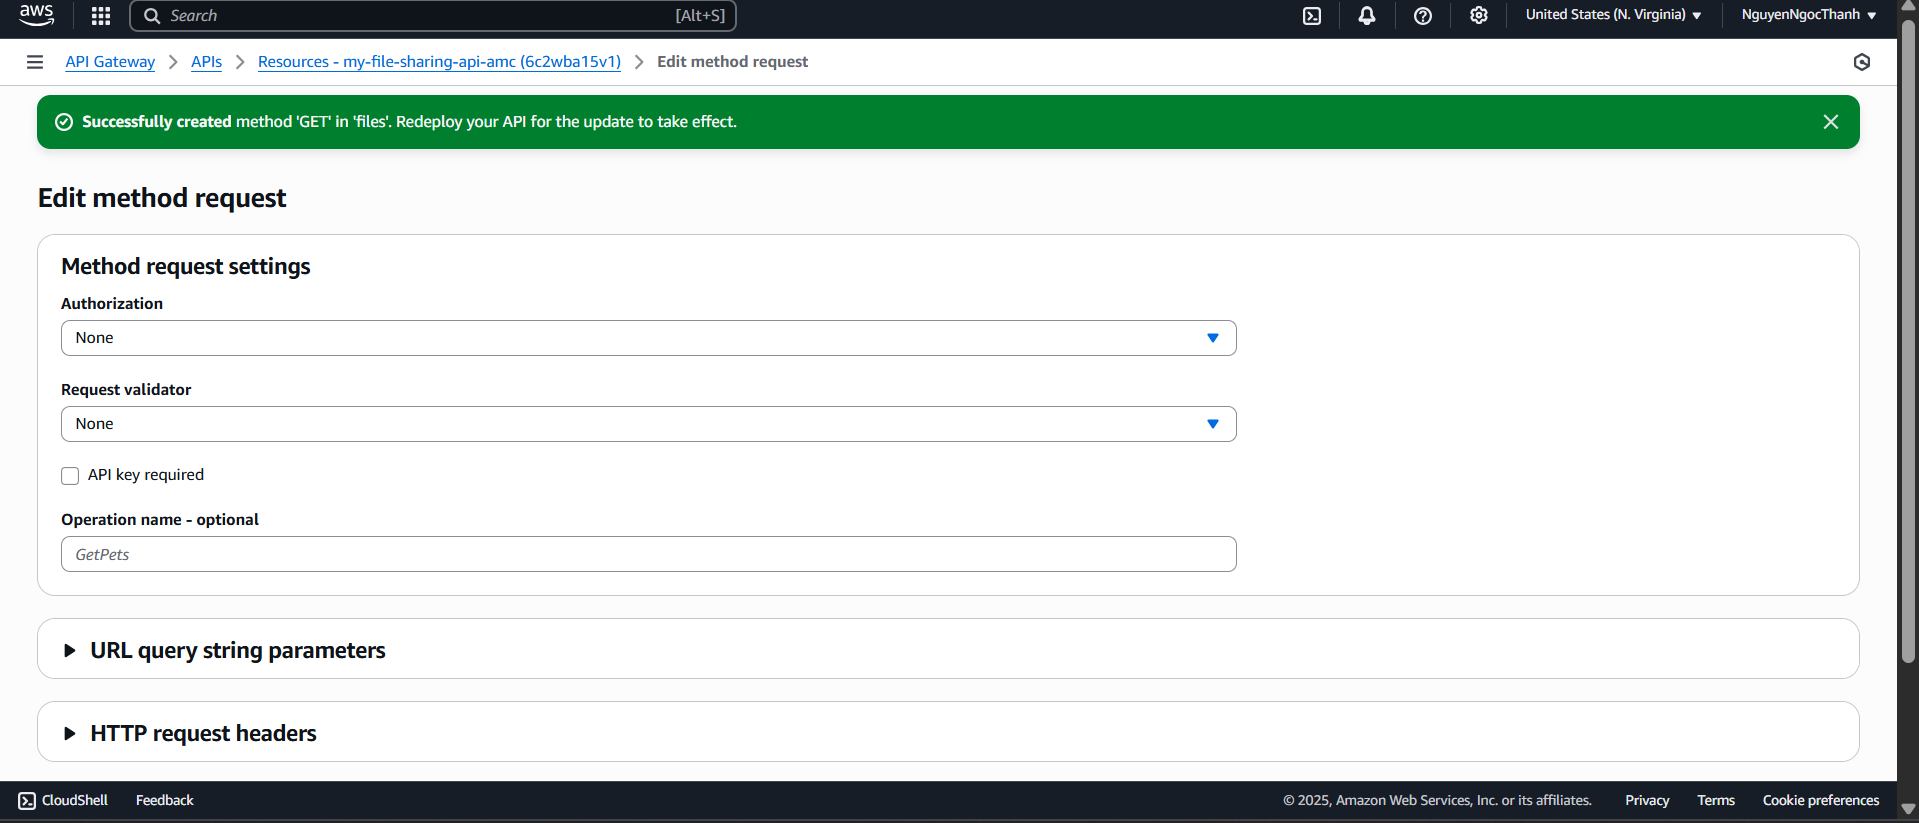 aws
Search
[Alt+S]
United States (N. Virginia)
NguyenNgocThanh
API Gateway
APIs
Resources - my-file-sharing-api-amc (6c2wba15v1)
Edit method request
Successfully created method 'GET' in 'files'. Redeploy your API for the update to take effect.
Edit method request
Method request settings
Authorization
None
Request validator
None
API key required
Operation name - optional
GetPets
URL query string parameters
HTTP request headers
CloudShell
Feedback
© 2025, Amazon Web Services, Inc. or its affiliates.
Privacy
Terms
Cookie preferences